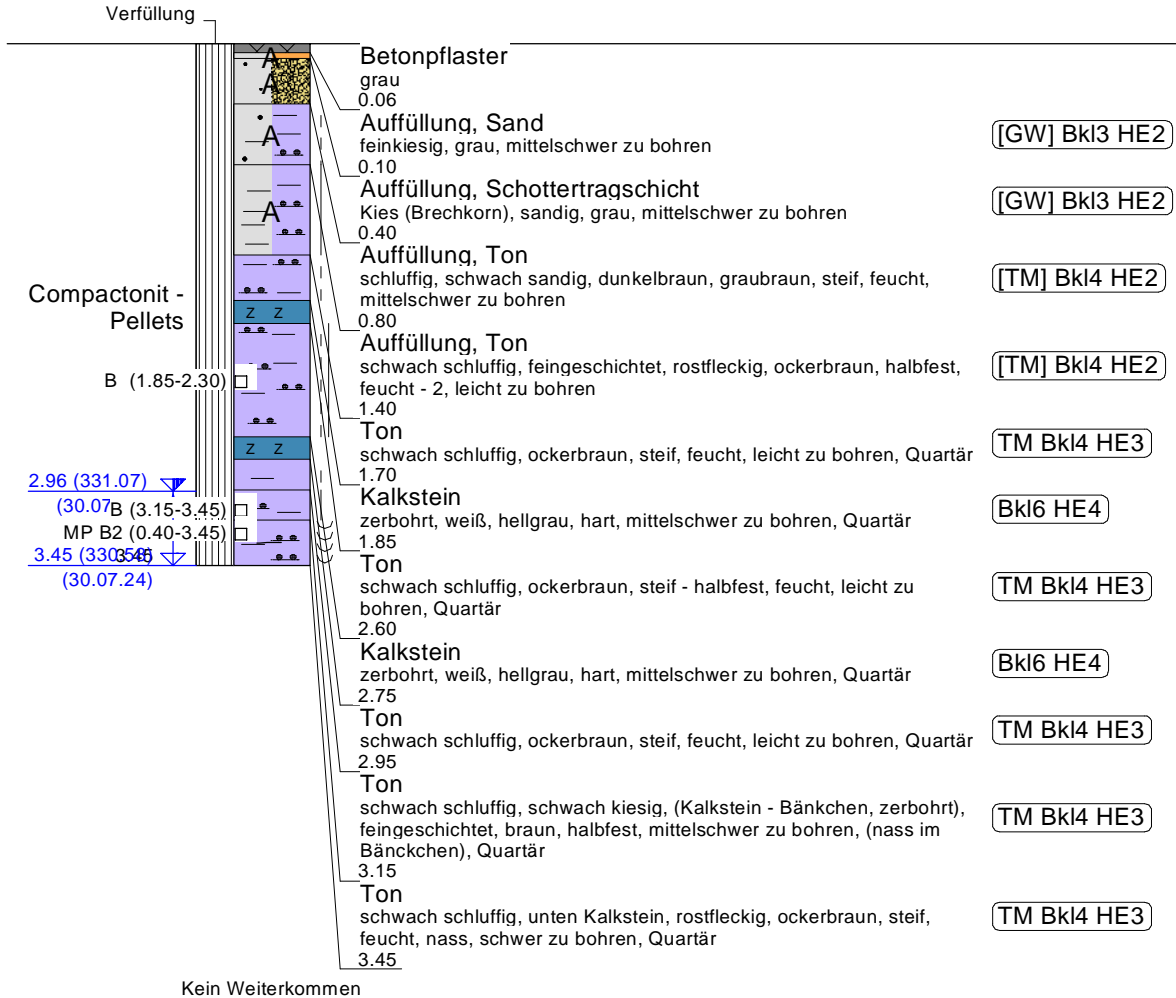 Verfüllung
Betonpflaster
grau
0.06
Auffüllung, Sand
feinkiesig, grau, mittelschwer zu bohren
0.10
[GW] Bkl3 HE2
Auffüllung, Schottertragschicht
Kies (Brechkorn), sandig, grau, mittelschwer zu bohren
0.40
[GW] Bkl3 HE2
Auffüllung, Ton
schluffig, schwach sandig, dunkelbraun, graubraun, steif, feucht,
mittelschwer zu bohren
0.80
[TM] Bkl4 HE2
Auffüllung, Ton
schwach schluffig, feingeschichtet, rostfleckig, ockerbraun, halbfest,
feucht - 2, leicht zu bohren
1.40
[TM] Bkl4 HE2
Ton
schwach schluffig, ockerbraun, steif, feucht, leicht zu bohren, Quartär
1.70
TM Bkl4 HE3
Kalkstein
zerbohrt, weiß, hellgrau, hart, mittelschwer zu bohren, Quartär
1.85
Bkl6 HE4
Ton
schwach schluffig, ockerbraun, steif - halbfest, feucht, leicht zu
bohren, Quartär
2.60
TM Bkl4 HE3
Kalkstein
zerbohrt, weiß, hellgrau, hart, mittelschwer zu bohren, Quartär
2.75
Bkl6 HE4
Ton
schwach schluffig, ockerbraun, steif, feucht, leicht zu bohren, Quartär
2.95
TM Bkl4 HE3
Ton
schwach schluffig, schwach kiesig, (Kalkstein - Bänkchen, zerbohrt),
feingeschichtet, braun, halbfest, mittelschwer zu bohren, (nass im
Bänckchen), Quartär
3.15
TM Bkl4 HE3
Ton
schwach schluffig, unten Kalkstein, rostfleckig, ockerbraun, steif,
feucht, nass, schwer zu bohren, Quartär
3.45
TM Bkl4 HE3
A
A
A
A
Z Z
Z Z
Compactonit -
Pellets
B (1.85-2.30)
2.96 (331.07)
(30.07
B (3.15-3.45)
MP B2 (0.40-3.45)
3.45 (330.58)
3.45
(30.07.24)
Kein Weiterkommen